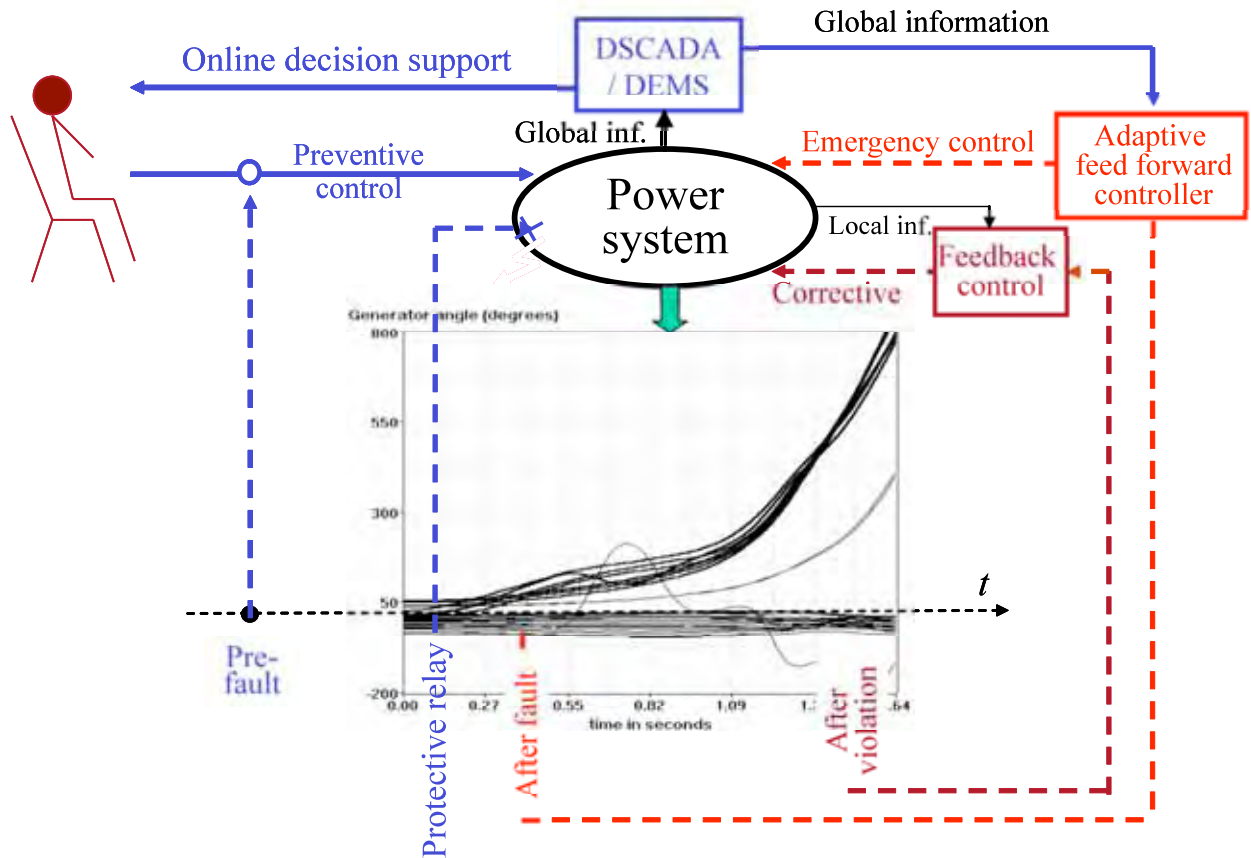 Global information
DSCADA
/ DEMS
Online decision support
Global inf.
Emergency control
Adaptive
feed forward
controller
Preventive
control
Power
system
Local inf.
Feedback
control
Corrective
Generator angle (degrees)
800
550
300
50
-200
t
Pre-
fault
Protective relay
After fault
After
violation
0.00 0.27 0.55 0.82 1.09 1. .64
time in seconds